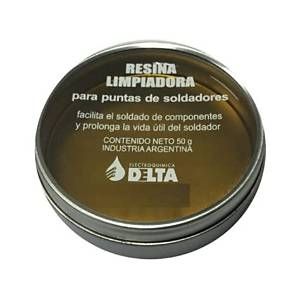 RESINA
LIMPIADORA
para puntas de soldadores
facilita el soldado de componentes
y prolonga la vida útil del soldador
CONTENIDO NETO 50 g
INDUSTRIA ARGENTINA
ELECTROQUIMICA
DELTA